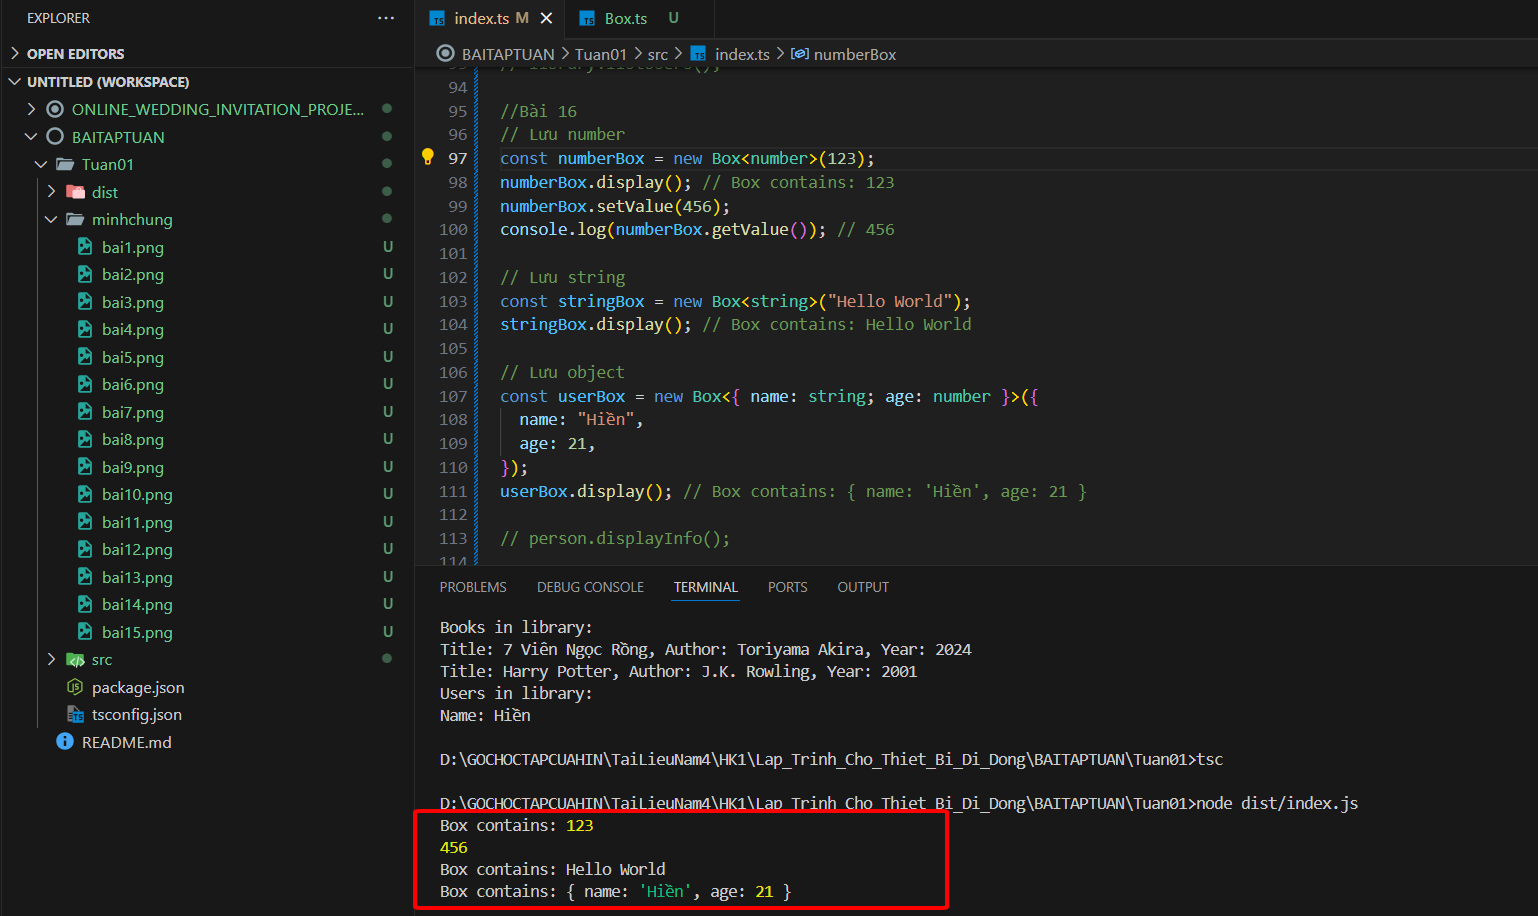 EXPLORER
...
OPEN EDITORS
UNTITLED (WORKSPACE)
ONLINE_WEDDING_INVITATION_PROJE...
BAITAPTUAN
Tuan01
dist
minhchung
bai1.png U
bai2.png U
bai3.png U
bai4.png U
bai5.png U
bai6.png U
bai7.png U
bai8.png U
bai9.png U
bai10.png U
bai11.png U
bai12.png U
bai13.png U
bai14.png U
bai15.png U
src
package.json
tsconfig.json
README.md
index.ts M
Box.ts U
BAITAPTUAN > Tuan01 > src > index.ts > numberBox
94
95 //Bài 16
96 // Lưu number
97 const numberBox = new Box<number>(123);
98 numberBox.display(); // Box contains: 123
99 numberBox.setValue(456);
100 console.log(numberBox.getValue()); // 456
101
102 // Lưu string
103 const stringBox = new Box<string>("Hello World");
104 stringBox.display(); // Box contains: Hello World
105
106 // Lưu object
107 const userBox = new Box<{ name: string; age: number }>({
108 name: "Hiền",
109 age: 21,
110 });
111 userBox.display(); // Box contains: { name: 'Hiền', age: 21 }
112
113 // person.displayInfo();
114
PROBLEMS DEBUG CONSOLE TERMINAL PORTS OUTPUT
Books in library:
Title: 7 Viên Ngọc Rồng, Author: Toriyama Akira, Year: 2024
Title: Harry Potter, Author: J.K. Rowling, Year: 2001
Users in library:
Name: Hiền
D:\GOCHOCTAPCUAHIN\TaiLieuNam4\HK1\Lap_Trinh_Cho_Thiet_Bi_Di_Dong\BAITAPTUAN\Tuan01>tsc
D:\GOCHOCTAPCUAHIN\TaiLieuNam4\HK1\Lap_Trinh_Cho_Thiet_Bi_Di_Dong\BAITAPTUAN\Tuan01>node dist/index.js
Box contains: 123
456
Box contains: Hello World
Box contains: { name: 'Hiền', age: 21 }